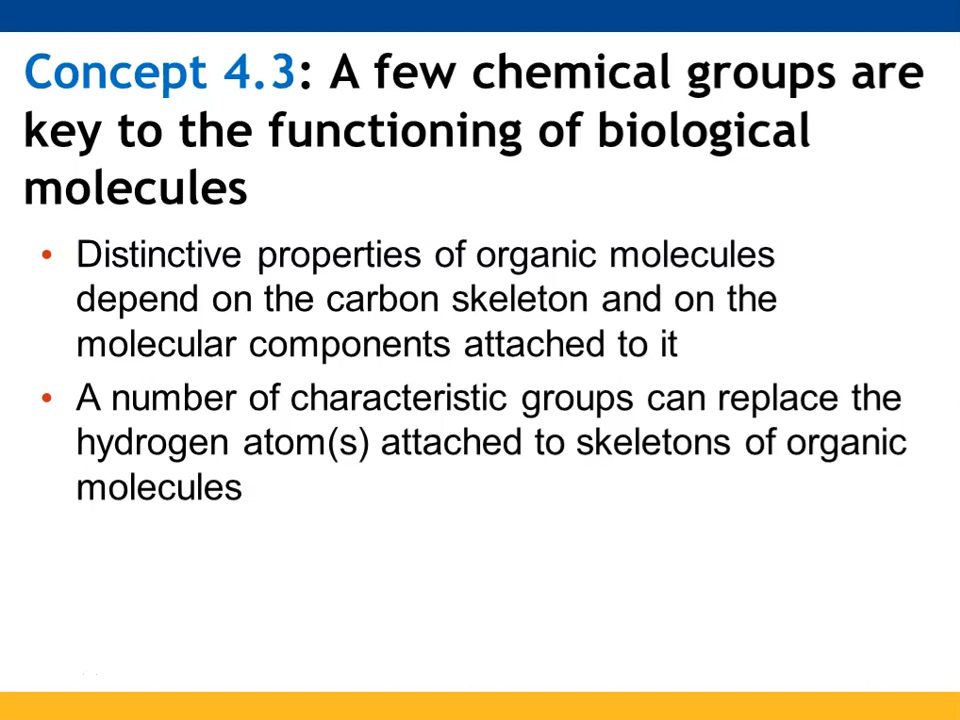 Concept 4.3: A few chemical groups are
key to the functioning of biological
molecules
• Distinctive properties of organic molecules
depend on the carbon skeleton and on the
molecular components attached to it
• A number of characteristic groups can replace the
hydrogen atom(s) attached to skeletons of organic
molecules